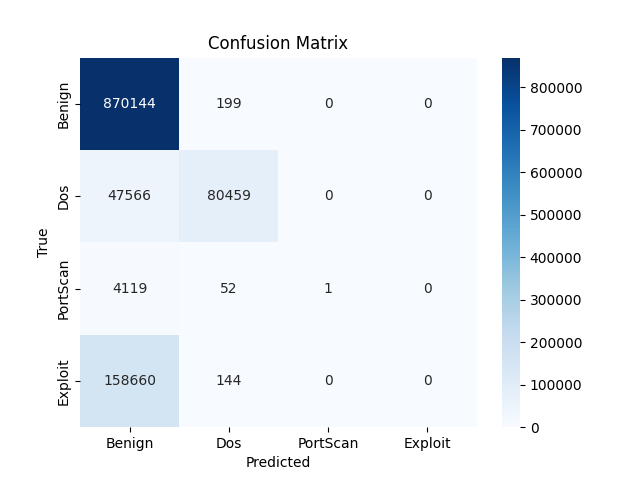 Confusion Matrix
Benign 870144 199 0 0
Dos 47566 80459 0 0
PortScan 4119 52 1 0
Exploit 158660 144 0 0
Benign Dos PortScan Exploit
Predicted
True
800000
700000
600000
500000
400000
300000
200000
100000
0